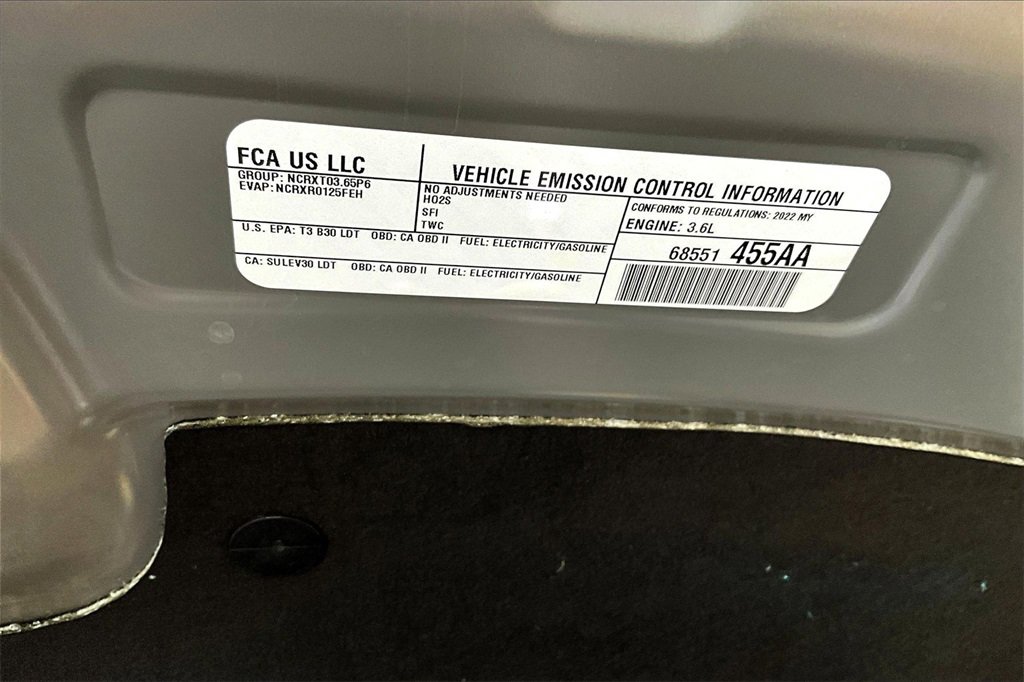 FCA US LLC
GROUP: NCRXT03.65P6
EVAP: NCRXR0125FEH
VEHICLE EMISSION CONTROL INFORMATION
NO ADJUSTMENTS NEEDED
HO2S
SFI
TWC
CONFORMS TO REGULATIONS: 2022 MY
ENGINE: 3.6L
U.S. EPA: T3 B30 LDT OBD: CA OBD II FUEL: ELECTRICITY/GASOLINE
CA: SULEV30 LDT OBD: CA OBD II FUEL: ELECTRICITY/GASOLINE
68551 455AA